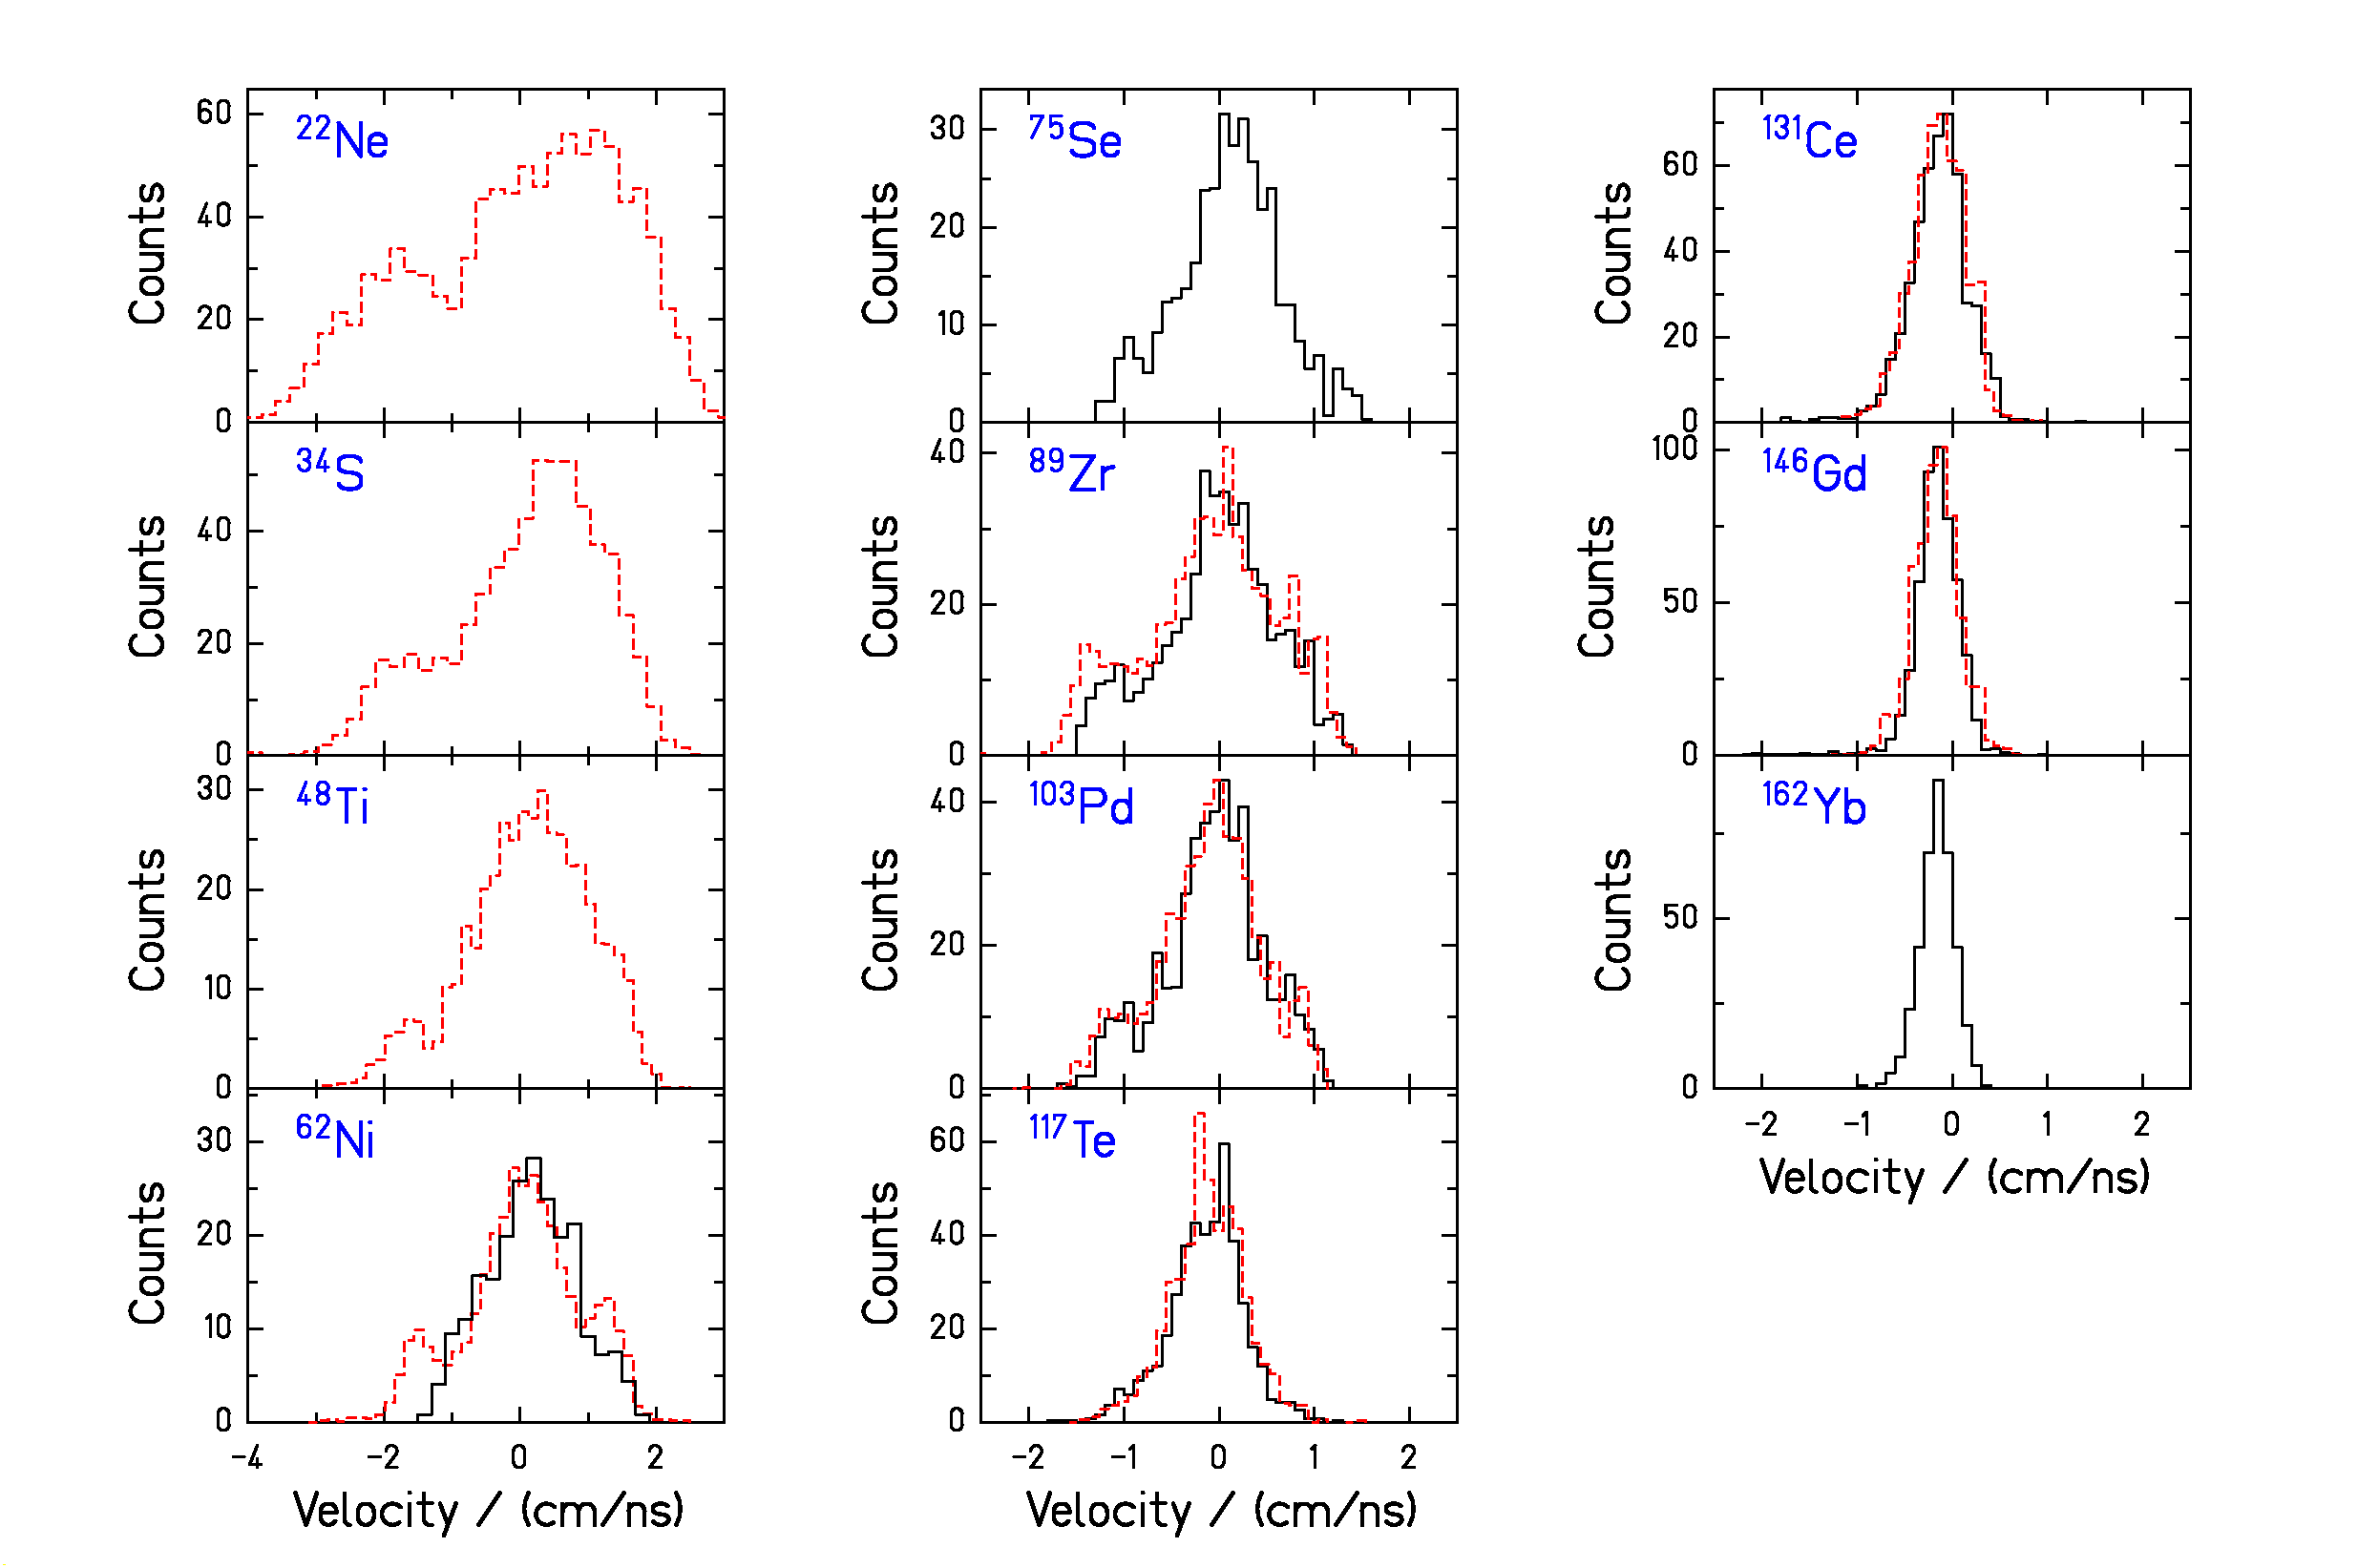 60
40
20
0
Counts
²²Ne
40
20
0
Counts
³⁴S
30
20
10
0
Counts
⁴⁸Ti
30
20
10
0
Counts
⁶²Ni
−4 −2 0 2
Velocity / (cm/ns)
30
20
10
0
Counts
⁷⁵Se
40
20
0
Counts
⁸⁹Zr
40
20
0
Counts
¹⁰³Pd
60
40
20
0
Counts
¹¹⁷Te
−2 −1 0 1 2
Velocity / (cm/ns)
60
40
20
0
Counts
¹³¹Ce
100
50
0
Counts
¹⁴⁶Gd
50
0
Counts
¹⁶²Yb
−2 −1 0 1 2
Velocity / (cm/ns)